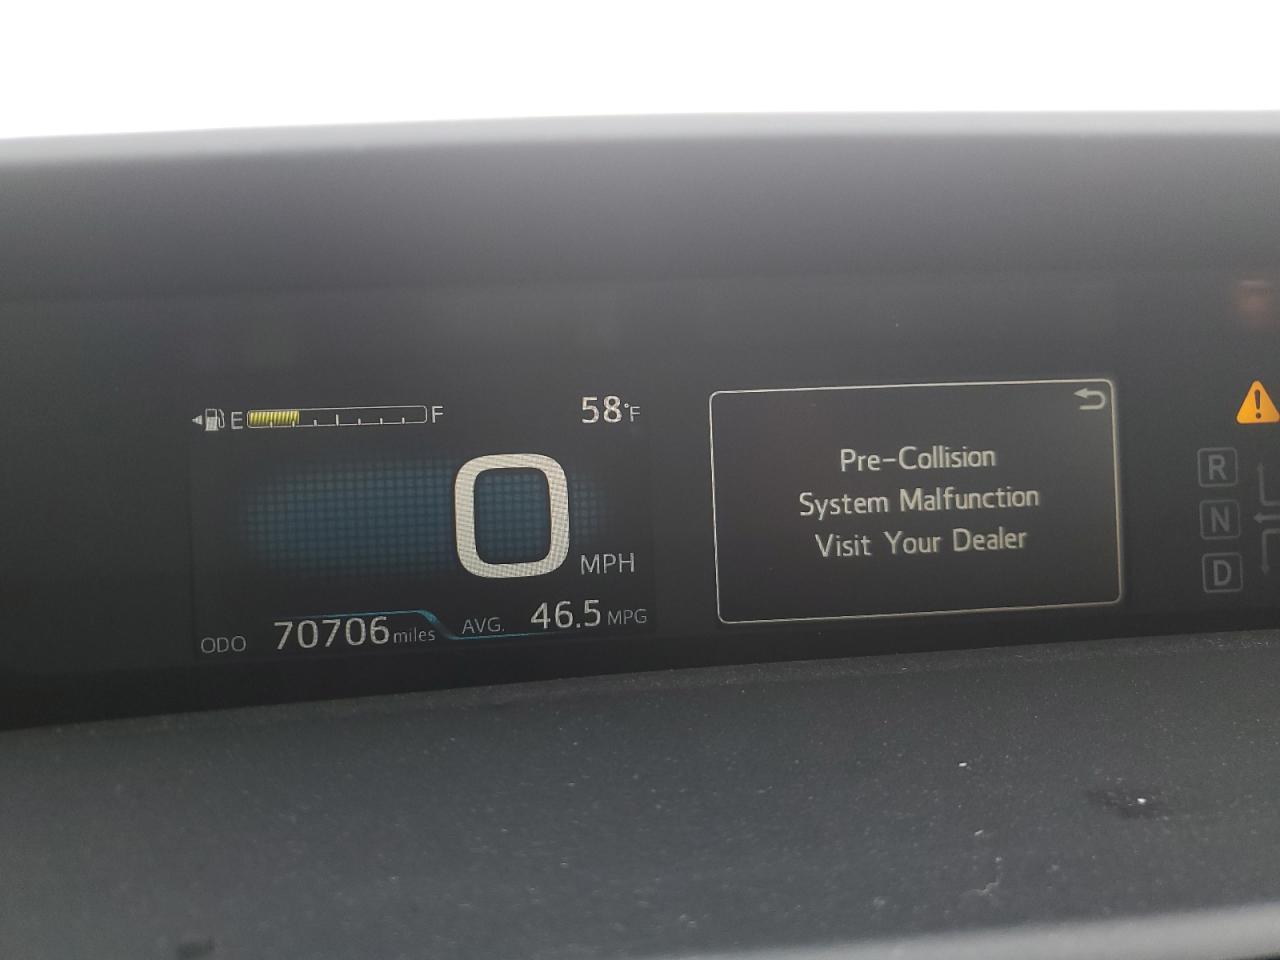 E F 58°F
0 MPH
ODO 70706 miles AVG. 46.5 MPG
Pre-Collision
System Malfunction
Visit Your Dealer
!
R
N
D